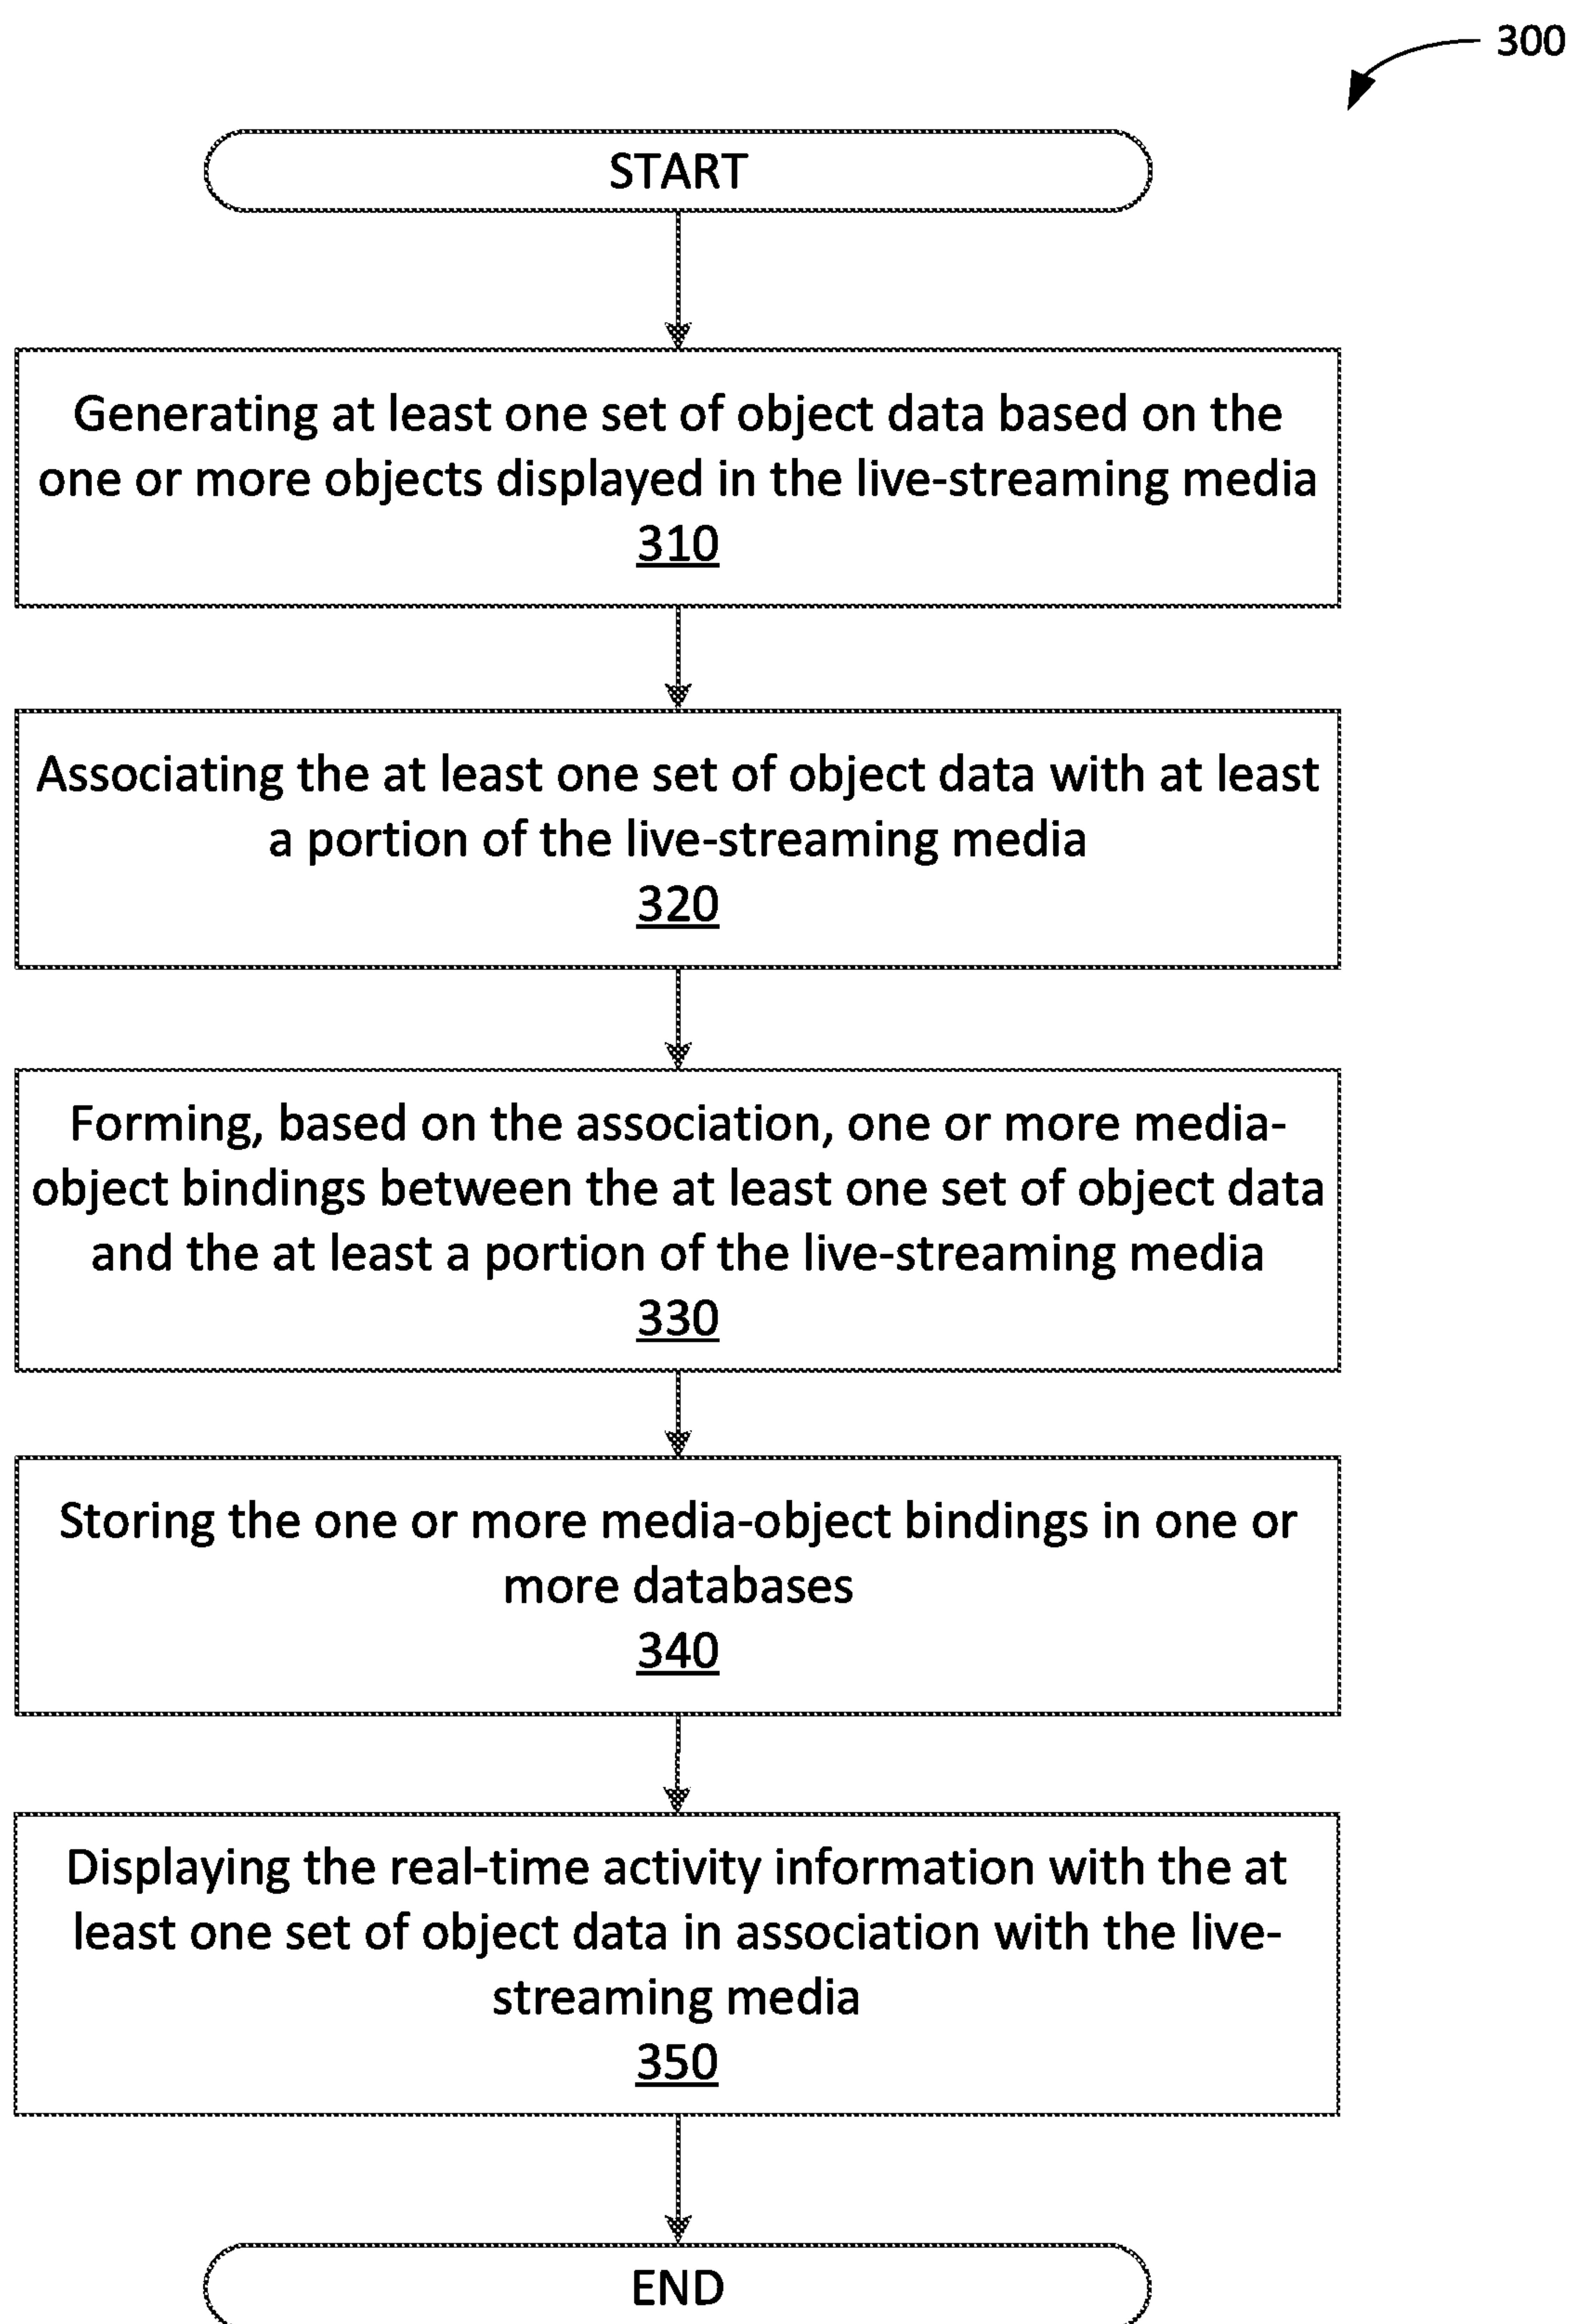 300
START
Generating at least one set of object data based on the
one or more objects displayed in the live-streaming media
310
Associating the at least one set of object data with at least
a portion of the live-streaming media
320
Forming, based on the association, one or more media-
object bindings between the at least one set of object data
and the at least a portion of the live-streaming media
330
Storing the one or more media-object bindings in one or
more databases
340
Displaying the real-time activity information with the at
least one set of object data in association with the live-
streaming media
350
END